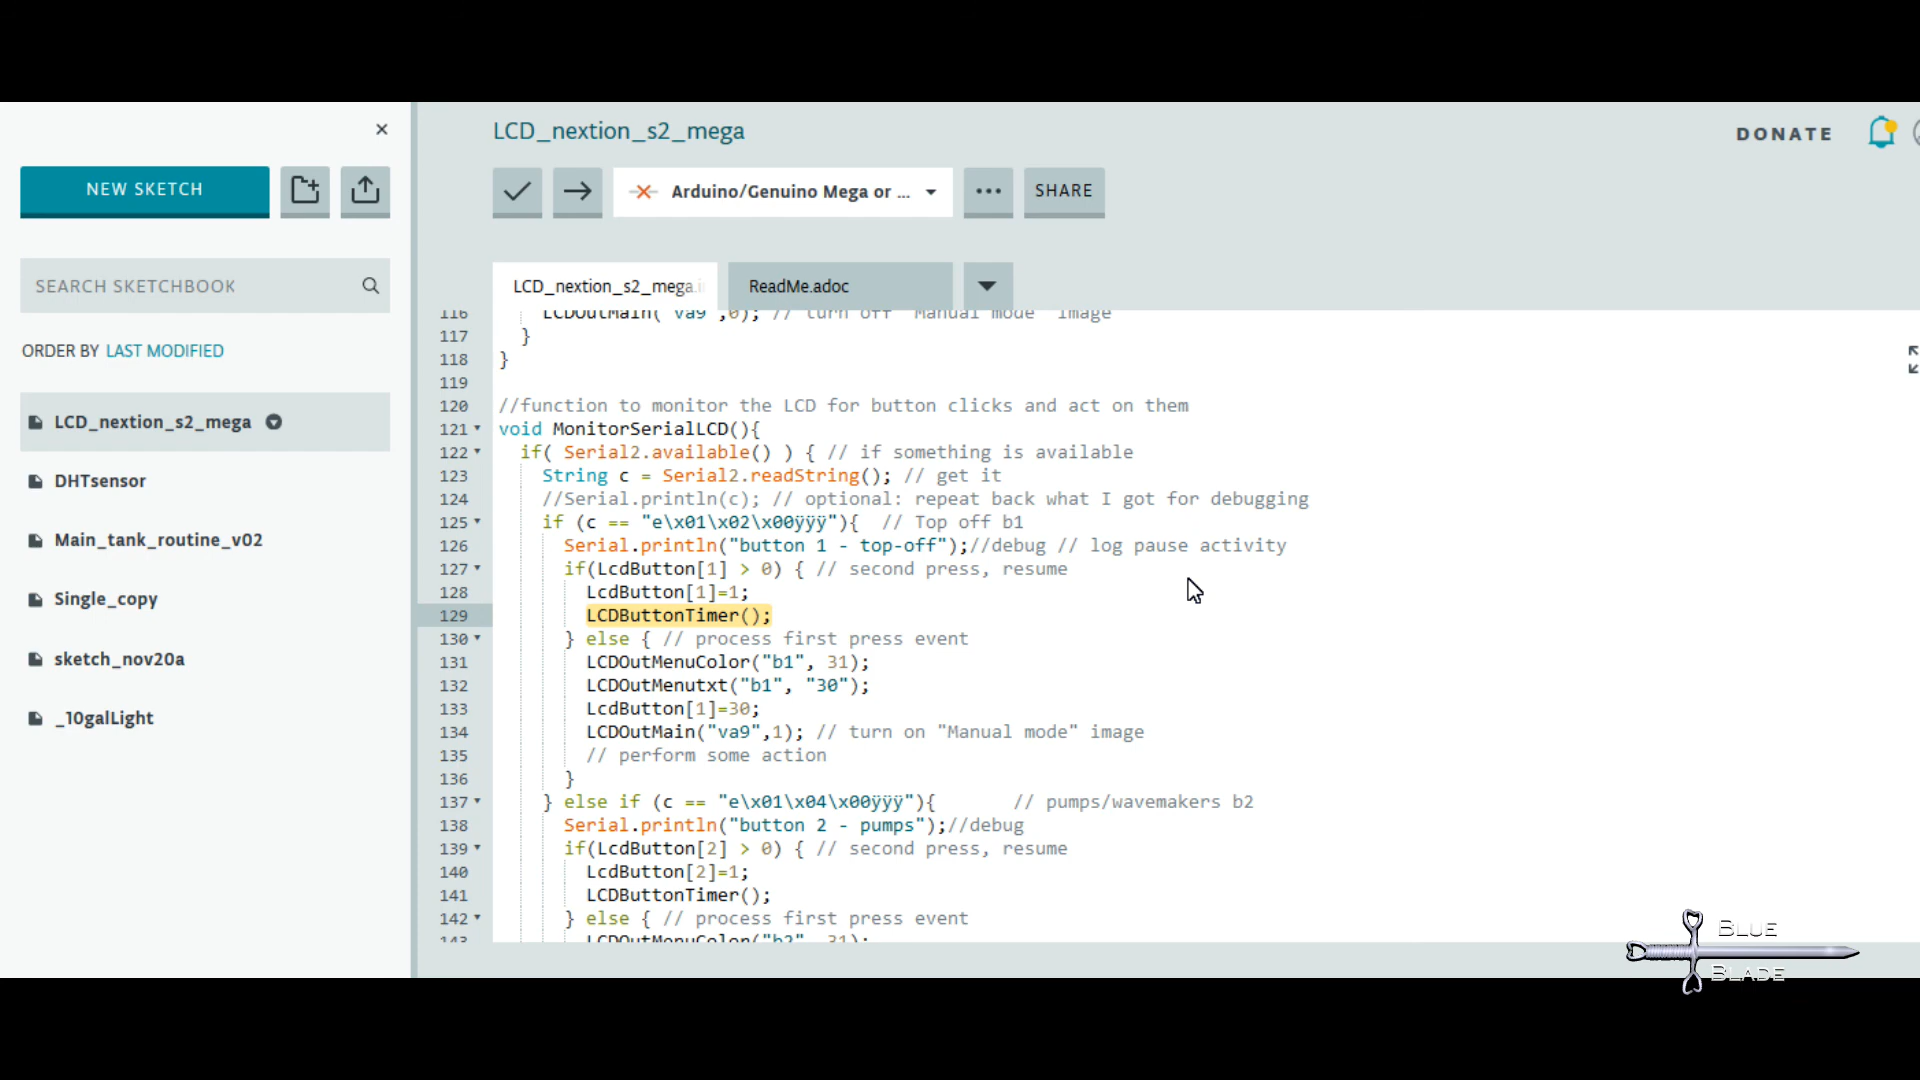 LCD_nextion_s2_mega
DONATE
NEW SKETCH
Arduino/Genuino Mega or ...
SHARE
SEARCH SKETCHBOOK
LCD_nextion_s2_mega.i
ReadMe.adoc
ORDER BY LAST MODIFIED
LCD_nextion_s2_mega
DHTsensor
Main_tank_routine_v02
Single_copy
sketch_nov20a
_10galLight
116 LCDOutMain("va9",0); // turn off "Manual mode" image
117 }
118 }
119
120 //function to monitor the LCD for button clicks and act on them
121 void MonitorSerialLCD(){
122 if( Serial2.available() ) { // if something is available
123 String c = Serial2.readString(); // get it
124 //Serial.println(c); // optional: repeat back what I got for debugging
125 if (c == "e\x01\x02\x00ÿÿÿ"){ // Top off b1
126 Serial.println("button 1 - top-off");//debug // log pause activity
127 if(LcdButton[1] > 0) { // second press, resume
128 LcdButton[1]=1;
129 LCDButtonTimer();
130 } else { // process first press event
131 LCDOutMenuColor("b1", 31);
132 LCDOutMenutxt("b1", "30");
133 LcdButton[1]=30;
134 LCDOutMain("va9",1); // turn on "Manual mode" image
135 // perform some action
136 }
137 } else if (c == "e\x01\x04\x00ÿÿÿ"){ // pumps/wavemakers b2
138 Serial.println("button 2 - pumps");//debug
139 if(LcdButton[2] > 0) { // second press, resume
140 LcdButton[2]=1;
141 LCDButtonTimer();
142 } else { // process first press event
143 LCDOutMenuColor("b2", 31);
BLUE
BLADE